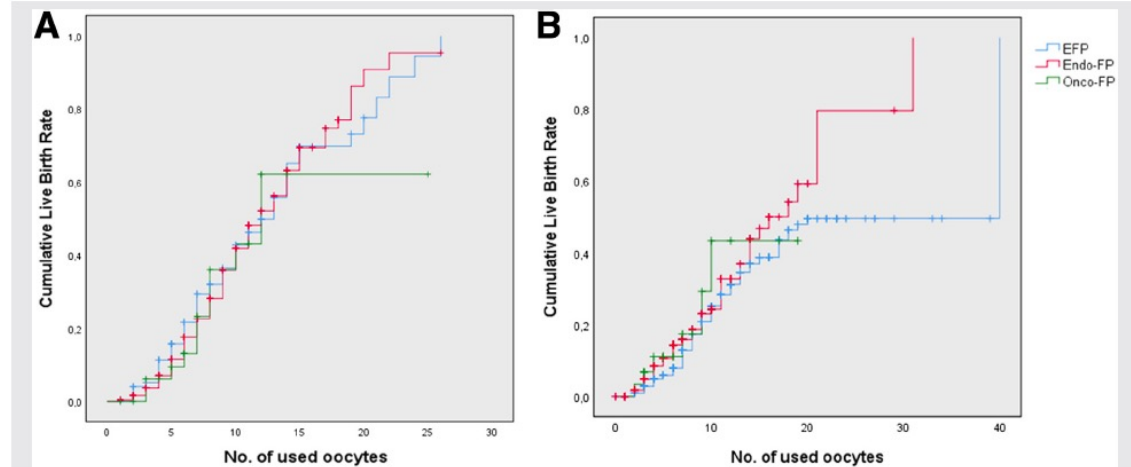 A
B
Cumulative Live Birth Rate
1,0
0,8
0,6
0,4
0,2
0,0
0 5 10 15 20 25 30
No. of used oocytes
Cumulative Live Birth Rate
1,0
0,8
0,6
0,4
0,2
0,0
0 10 20 30 40
No. of used oocytes
EFP
Endo-FP
Onco-FP